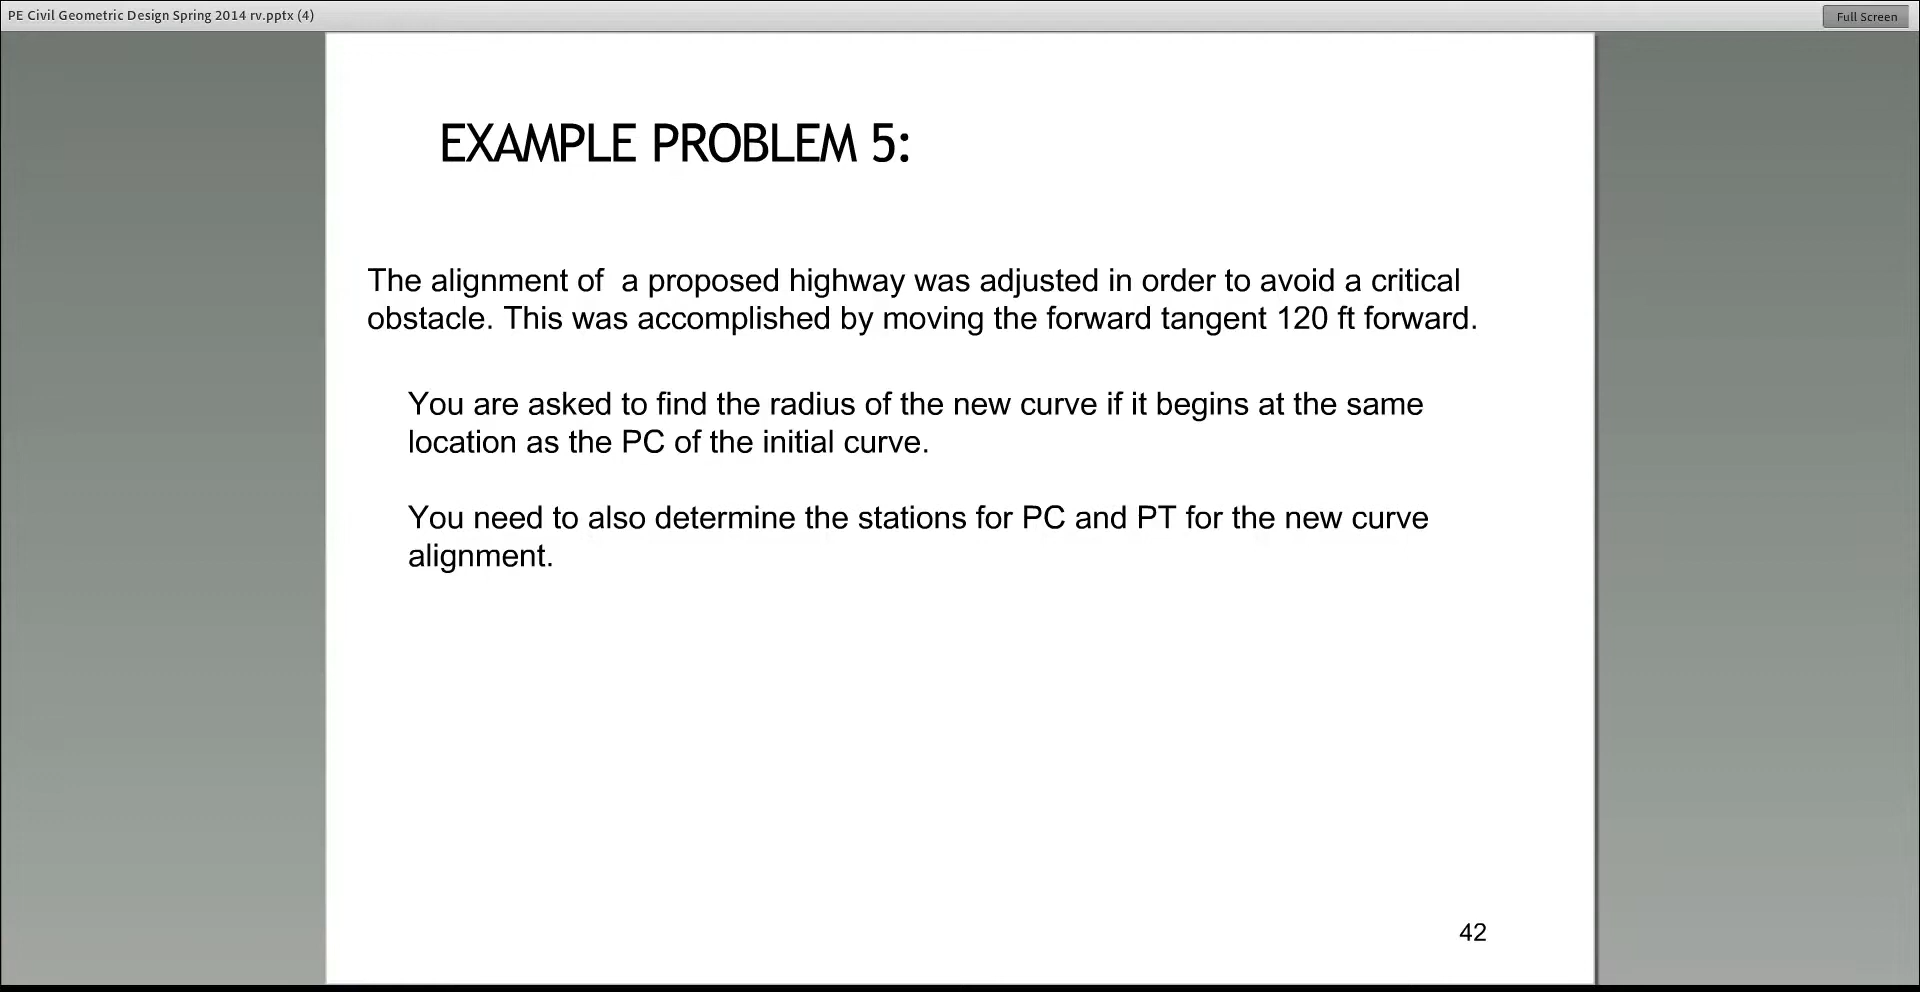 PE Civil Geometric Design Spring 2014 rv.pptx (4)
Full Screen
EXAMPLE PROBLEM 5:
The alignment of  a proposed highway was adjusted in order to avoid a critical
obstacle. This was accomplished by moving the forward tangent 120 ft forward.
You are asked to find the radius of the new curve if it begins at the same
location as the PC of the initial curve.
You need to also determine the stations for PC and PT for the new curve
alignment.
42